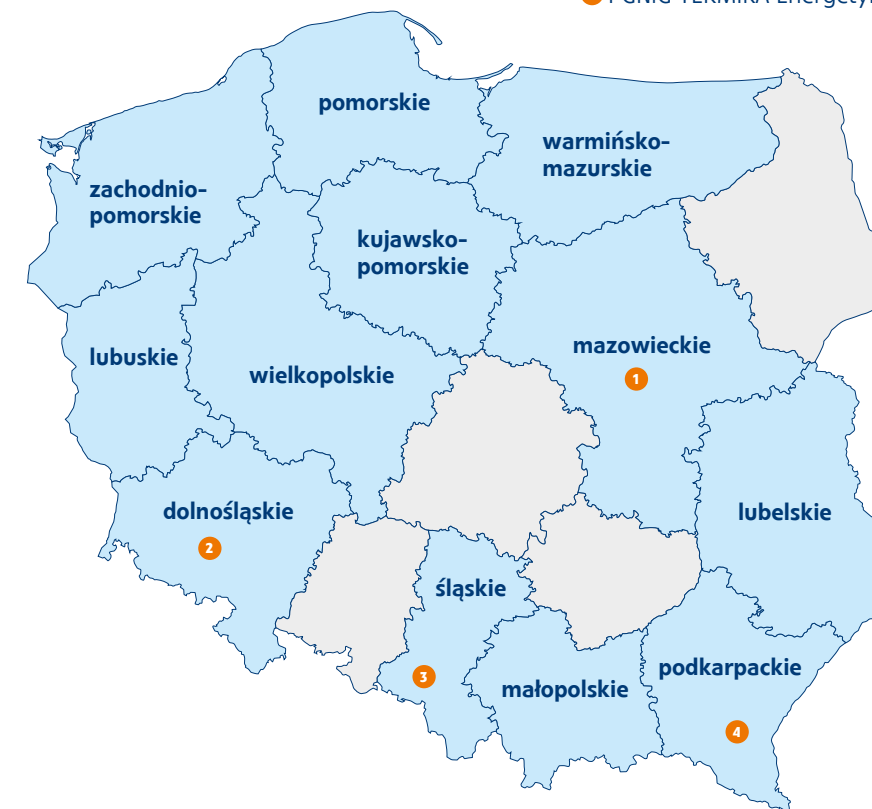 pomorskie
warmińsko-
mazurskie
zachodnio-
pomorskie
kujawsko-
pomorskie
lubuskie
wielkopolskie
mazowieckie
1
dolnośląskie
2
lubelskie
śląskie
3
małopolskie
podkarpackie
4